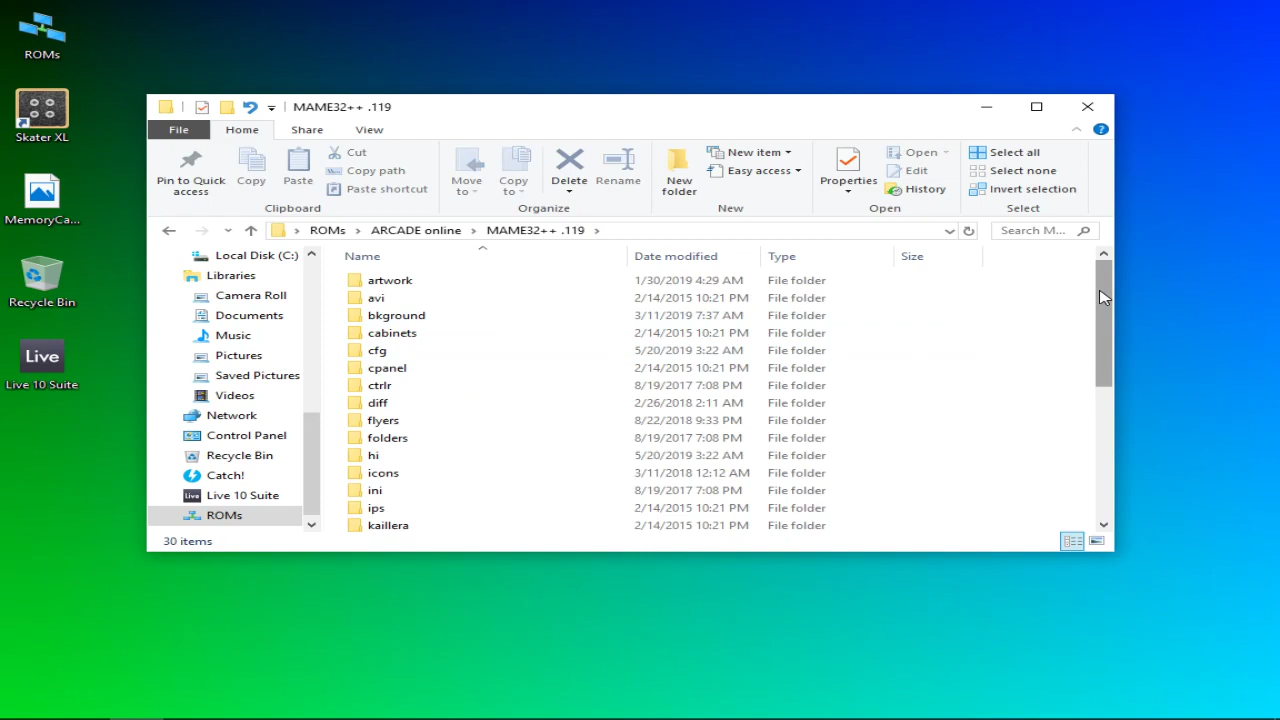 ROMs
Skater XL
MemoryCa...
Recycle Bin
Live
Live 10 Suite
MAME32++ .119
File Home Share View
Pin to Quick access
Copy
Paste
Cut
Copy path
Paste shortcut
Clipboard
Move to
Copy to
Delete
Rename
Organize
New folder
New item
Easy access
New
Properties
Open
Edit
History
Open
Select all
Select none
Invert selection
Select
ROMs > ARCADE online > MAME32++ .119 >
Search M...
Local Disk (C:)
Libraries
Camera Roll
Documents
Music
Pictures
Saved Pictures
Videos
Network
Control Panel
Recycle Bin
Catch!
Live Live 10 Suite
ROMs
Name Date modified Type Size
artwork 1/30/2019 4:29 AM File folder
avi 2/14/2015 10:21 PM File folder
bkground 3/11/2019 7:37 AM File folder
cabinets 2/14/2015 10:21 PM File folder
cfg 5/20/2019 3:22 AM File folder
cpanel 2/14/2015 10:21 PM File folder
ctrlr 8/19/2017 7:08 PM File folder
diff 2/26/2018 2:11 AM File folder
flyers 8/22/2018 9:33 PM File folder
folders 8/19/2017 7:08 PM File folder
hi 5/20/2019 3:22 AM File folder
icons 3/11/2018 12:12 AM File folder
ini 8/19/2017 7:08 PM File folder
ips 2/14/2015 10:21 PM File folder
kaillera 2/14/2015 10:21 PM File folder
30 items